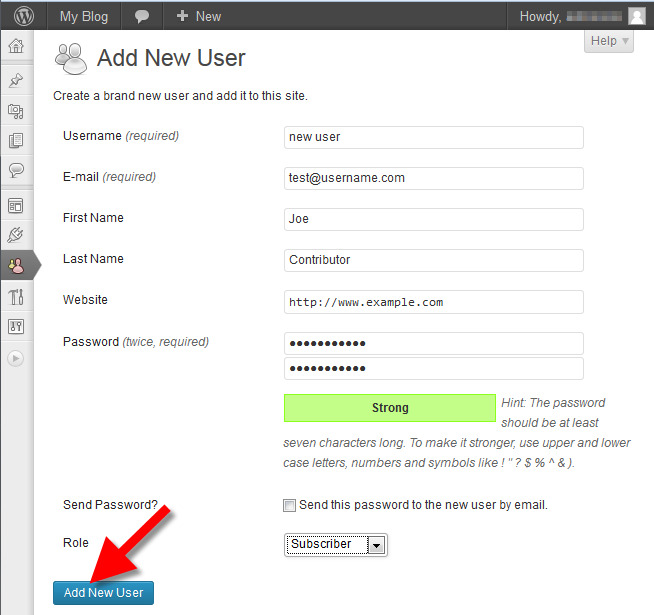 My Blog
New
Howdy,
Help
Add New User
Create a brand new user and add it to this site.
Username (required)
new user
E-mail (required)
test@username.com
First Name
Joe
Last Name
Contributor
Website
http://www.example.com
Password (twice, required)
●●●●●●●●●●●
●●●●●●●●●●●
Strong
Hint: The password
should be at least
seven characters long. To make it stronger, use upper and lower
case letters, numbers and symbols like ! " ? $ % ^ & ).
Send Password?
Send this password to the new user by email.
Role
Subscriber
Add New User